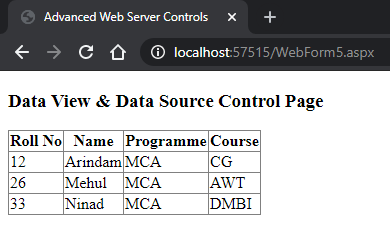 Advanced Web Server Controls
localhost:57515/WebForm5.aspx
Data View & Data Source Control Page
Roll No Name Programme Course
12 Arindam MCA CG
26 Mehul MCA AWT
33 Ninad MCA DMBI